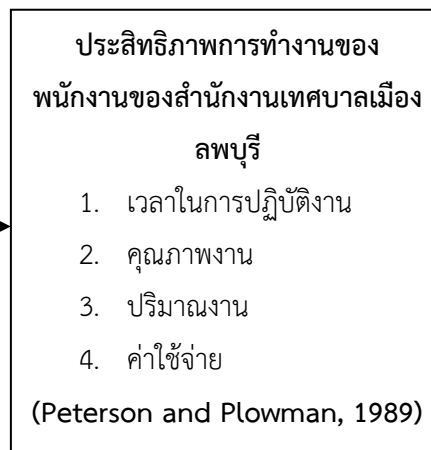 ประสิทธิภาพการทำงานของ
พนักงานของสำนักงานเทศบาลเมือง
ลพบุรี
1. เวลาในการปฏิบัติงาน
2. คุณภาพงาน
3. ปริมาณงาน
4. ค่าใช้จ่าย
(Peterson and Plowman, 1989)